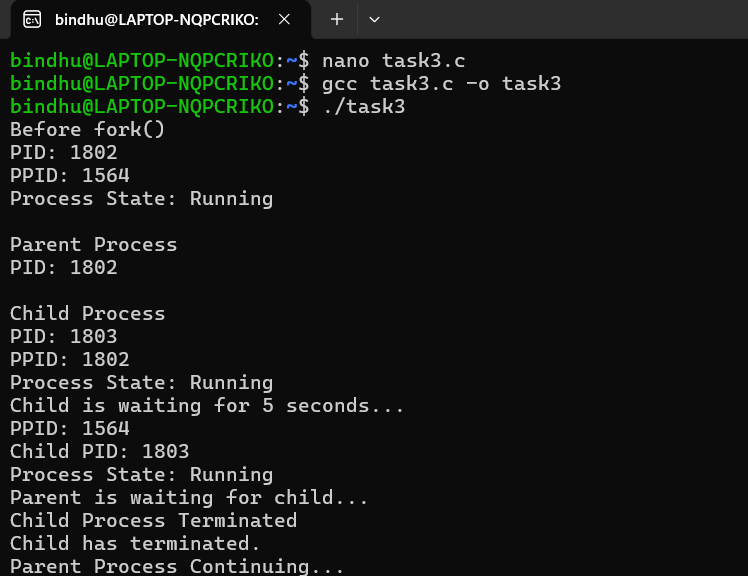 bindhu@LAPTOP-NQPCRIKO:
bindhu@LAPTOP-NQPCRIKO:~$ nano task3.c
bindhu@LAPTOP-NQPCRIKO:~$ gcc task3.c -o task3
bindhu@LAPTOP-NQPCRIKO:~$ ./task3
Before fork()
PID: 1802
PPID: 1564
Process State: Running

Parent Process
PID: 1802

Child Process
PID: 1803
PPID: 1802
Process State: Running
Child is waiting for 5 seconds...
PPID: 1564
Child PID: 1803
Process State: Running
Parent is waiting for child...
Child Process Terminated
Child has terminated.
Parent Process Continuing...